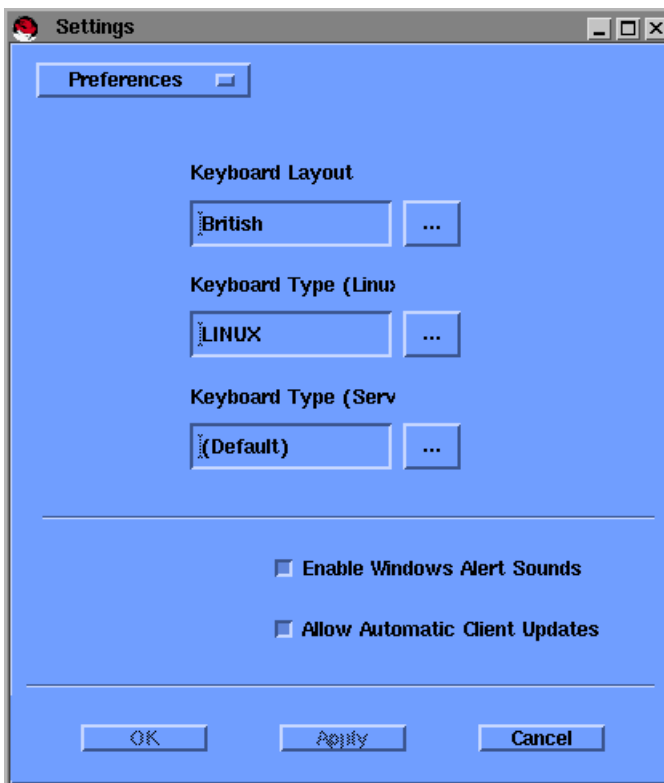 Settings
Preferences
Keyboard Layout
British
...
Keyboard Type (Linux
LINUX
...
Keyboard Type (Serv
(Default)
...
Enable Windows Alert Sounds
Allow Automatic Client Updates
OK
Apply
Cancel